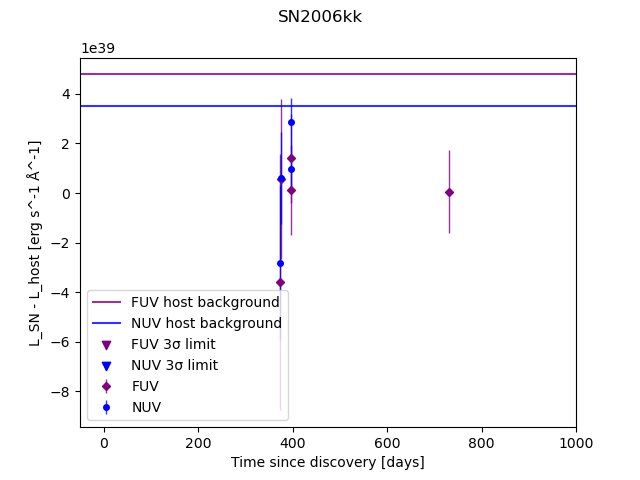 SN2006kk
1e39
L_SN - L_host [erg s^-1 Å^-1]
4
2
0
−2
−4
−6
−8
FUV host background
NUV host background
FUV 3σ limit
NUV 3σ limit
FUV
NUV
0 200 400 600 800 1000
Time since discovery [days]